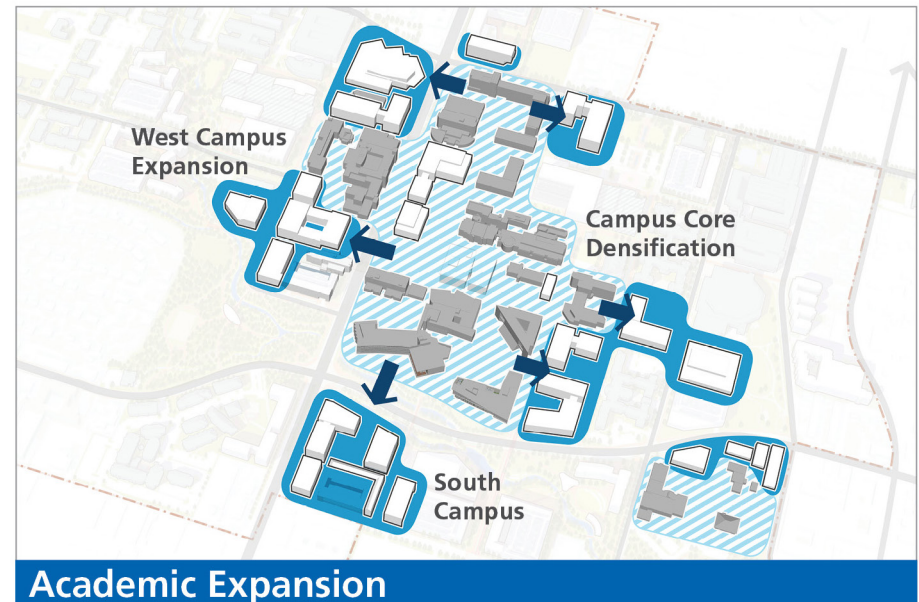 West Campus
Expansion
Campus Core
Densification
South
Campus
Academic Expansion